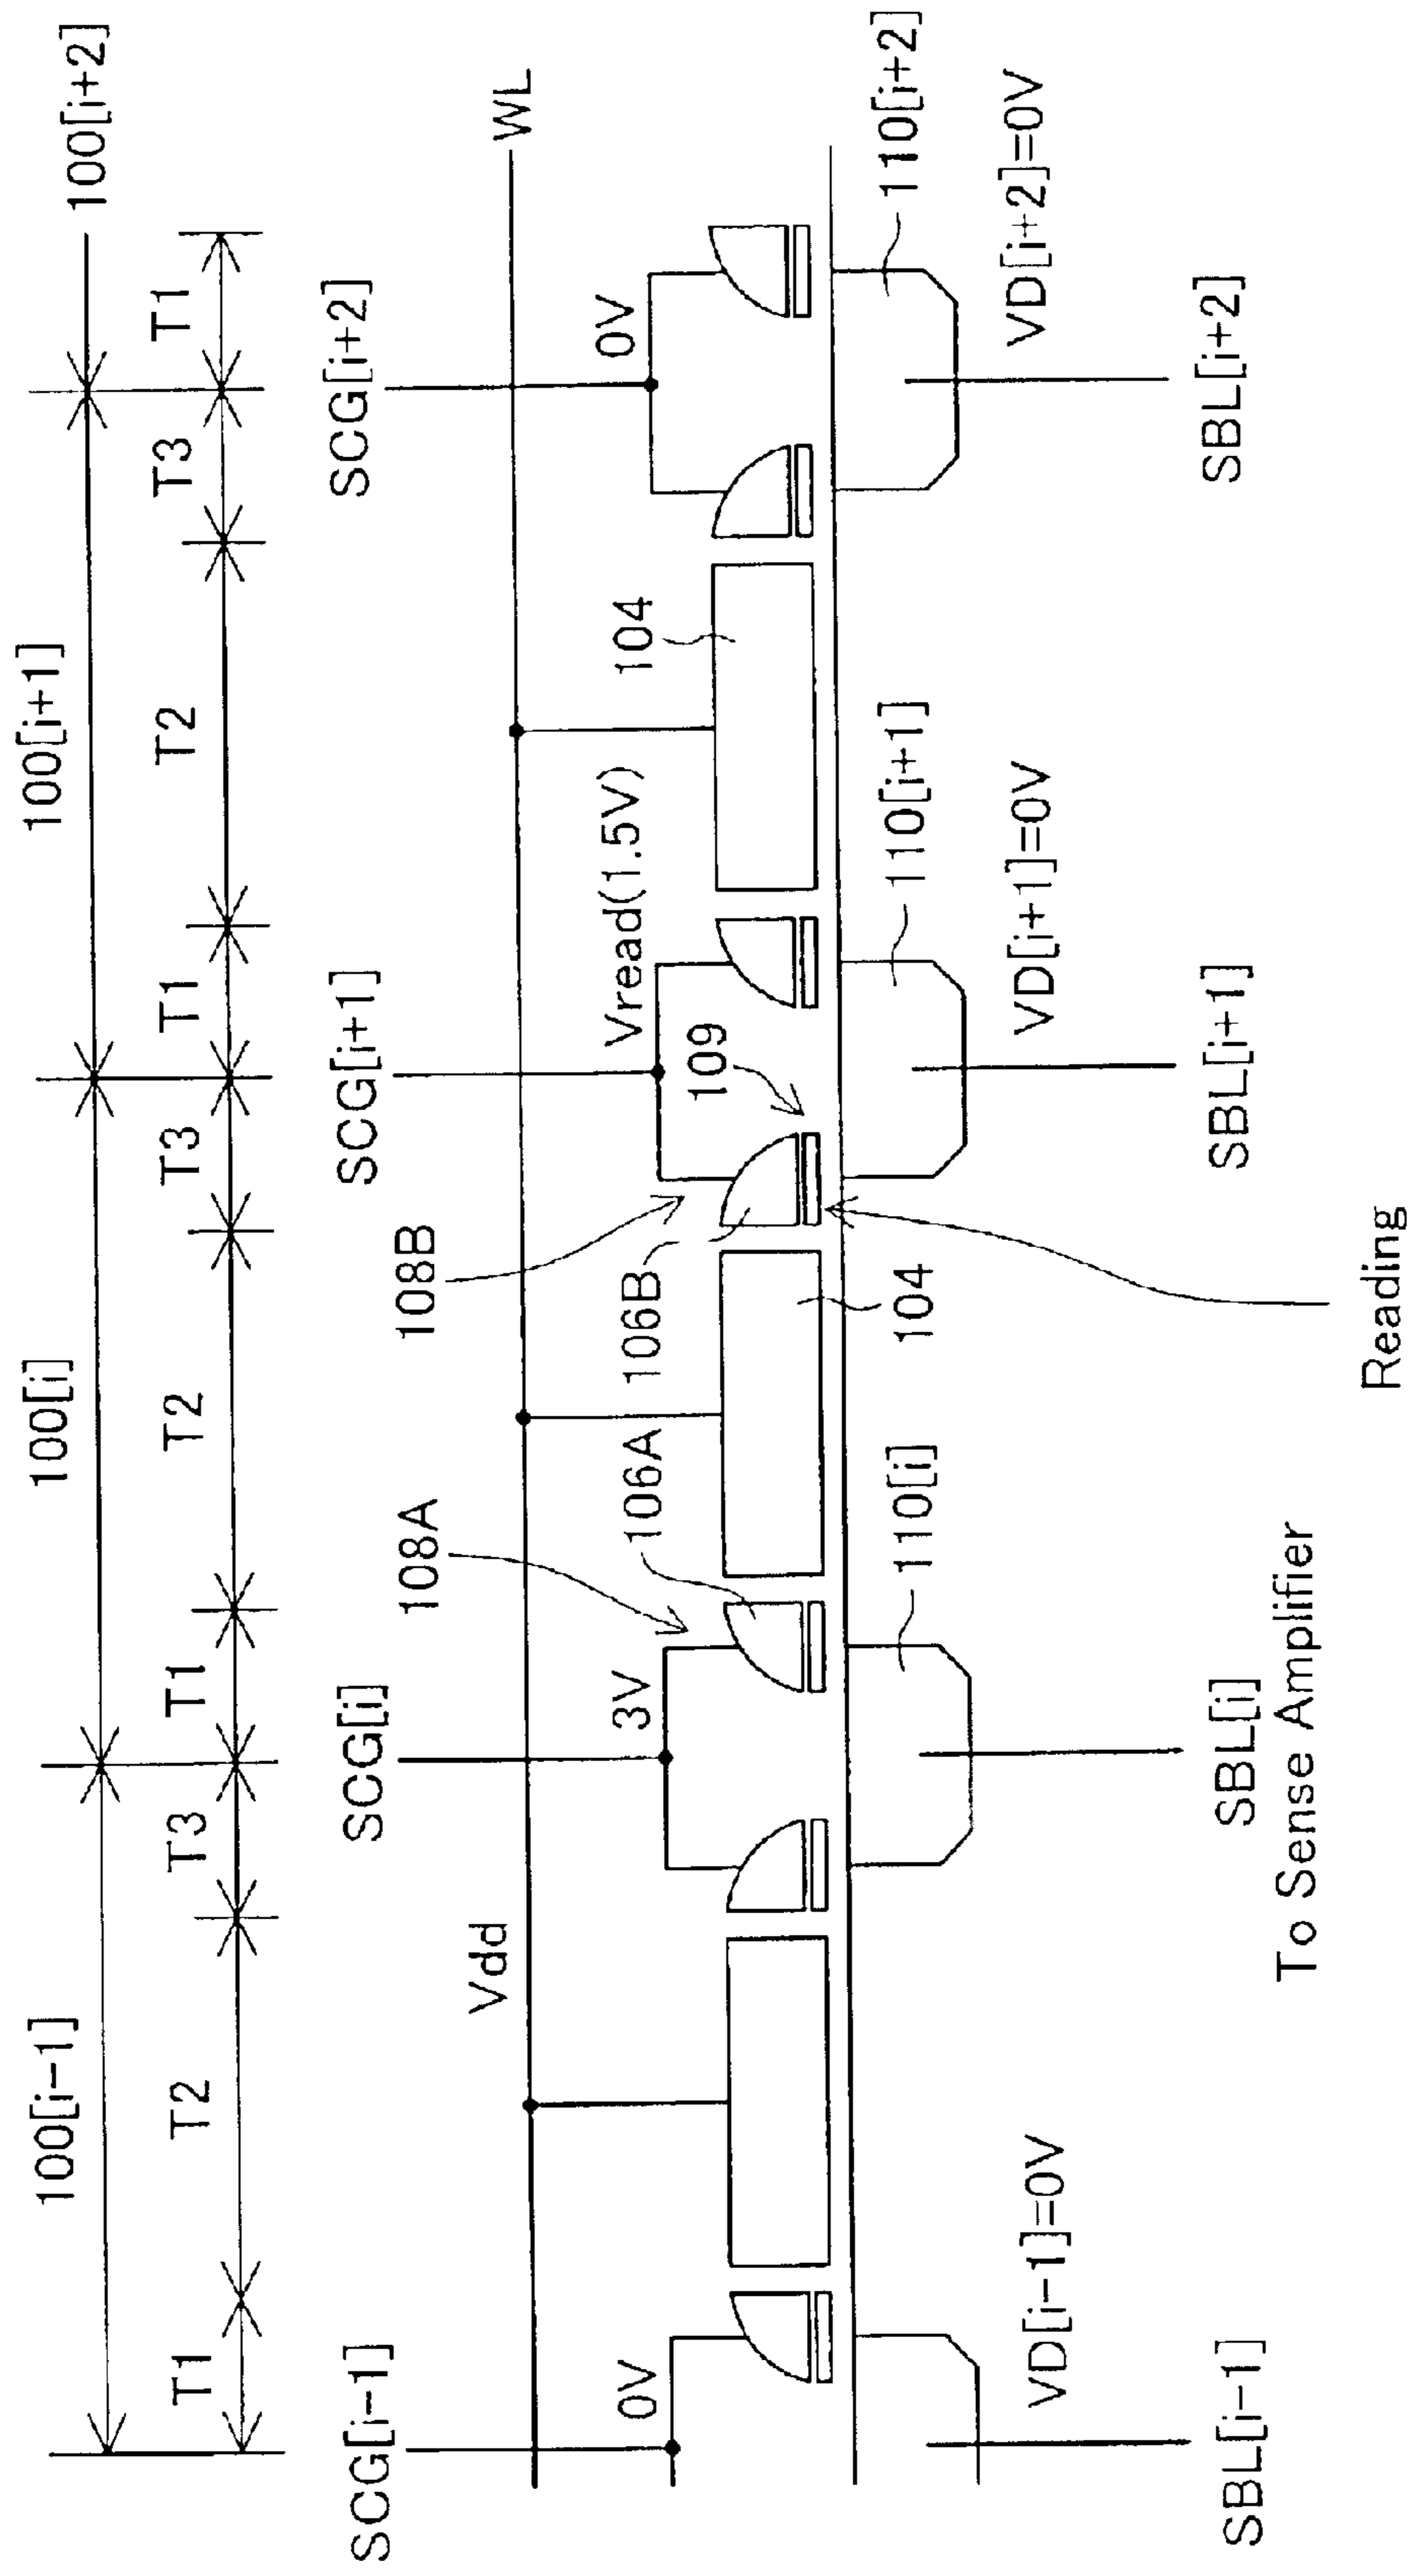 100[i-1] 100[i] 100[i+1] 100[i+2]
T1 T2 T3 T1 T2 T3 T1 T2 T3 T1
SCG[i-1] SCG[i] SCG[i+1] SCG[i+2]
108A 108B
Vdd WL
0V 3V 106A 106B Vread(1.5V) 104 0V
109
104
110[i] 110[i+1] 110[i+2]
VD[i-1]=0V VD[i+1]=0V VD[i+2]=0V
SBL[i-1] SBL[i] SBL[i+1] SBL[i+2]
To Sense Amplifier
Reading